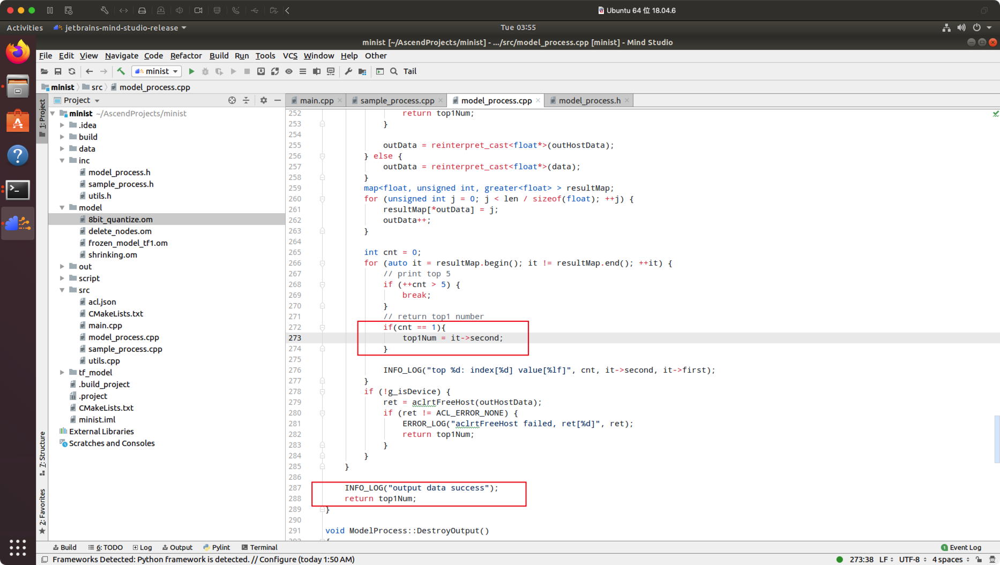 Ubuntu 64 位 18.04.6
Activities
jetbrains-mind-studio-release
Tue 03:55
minist [~/AscendProjects/minist] - .../src/model_process.cpp [minist] - Mind Studio
File Edit View Navigate Code Refactor Build Run Tools VCS Window Help Other
minist
Tail
minist
src
model_process.cpp
Project
main.cpp
sample_process.cpp
model_process.cpp
model_process.h
1: Project
7: Structure
2: Favorites
minist ~/AscendProjects/minist
.idea
build
data
inc
model_process.h
sample_process.h
utils.h
model
8bit_quantize.om
delete_nodes.om
frozen_model_tf1.om
shrinking.om
out
script
src
acl.json
CMakeLists.txt
main.cpp
model_process.cpp
sample_process.cpp
utils.cpp
tf_model
.build_project
.project
CMakeLists.txt
minist.iml
External Libraries
Scratches and Consoles
252 return top1Num;
253 }
254
255 outData = reinterpret_cast<float*>(outHostData);
256 } else {
257 outData = reinterpret_cast<float*>(data);
258 }
259 map<float, unsigned int, greater<float> > resultMap;
260 for (unsigned int j = 0; j < len / sizeof(float); ++j) {
261 resultMap[*outData] = j;
262 outData++;
263 }
264
265 int cnt = 0;
266 for (auto it = resultMap.begin(); it != resultMap.end(); ++it) {
267 // print top 5
268 if (++cnt > 5) {
269 break;
270 }
271 // return top1 number
272 if(cnt == 1){
273 top1Num = it->second;
274 }
275
276 INFO_LOG("top %d: index[%d] value[%lf]", cnt, it->second, it->first);
277 }
278 if (!g_isDevice) {
279 ret = aclrtFreeHost(outHostData);
280 if (ret != ACL_ERROR_NONE) {
281 ERROR_LOG("aclrtFreeHost failed, ret[%d]", ret);
282 return top1Num;
283 }
284 }
285 }
286
287 INFO_LOG("output data success");
288 return top1Num;
289 }
290
291 void ModelProcess::DestroyOutput()
Build
6: TODO
Log
Output
Pylint
Terminal
1 Event Log
Frameworks Detected: Python framework is detected. // Configure (today 1:50 AM)
273:38 LF UTF-8 4 spaces